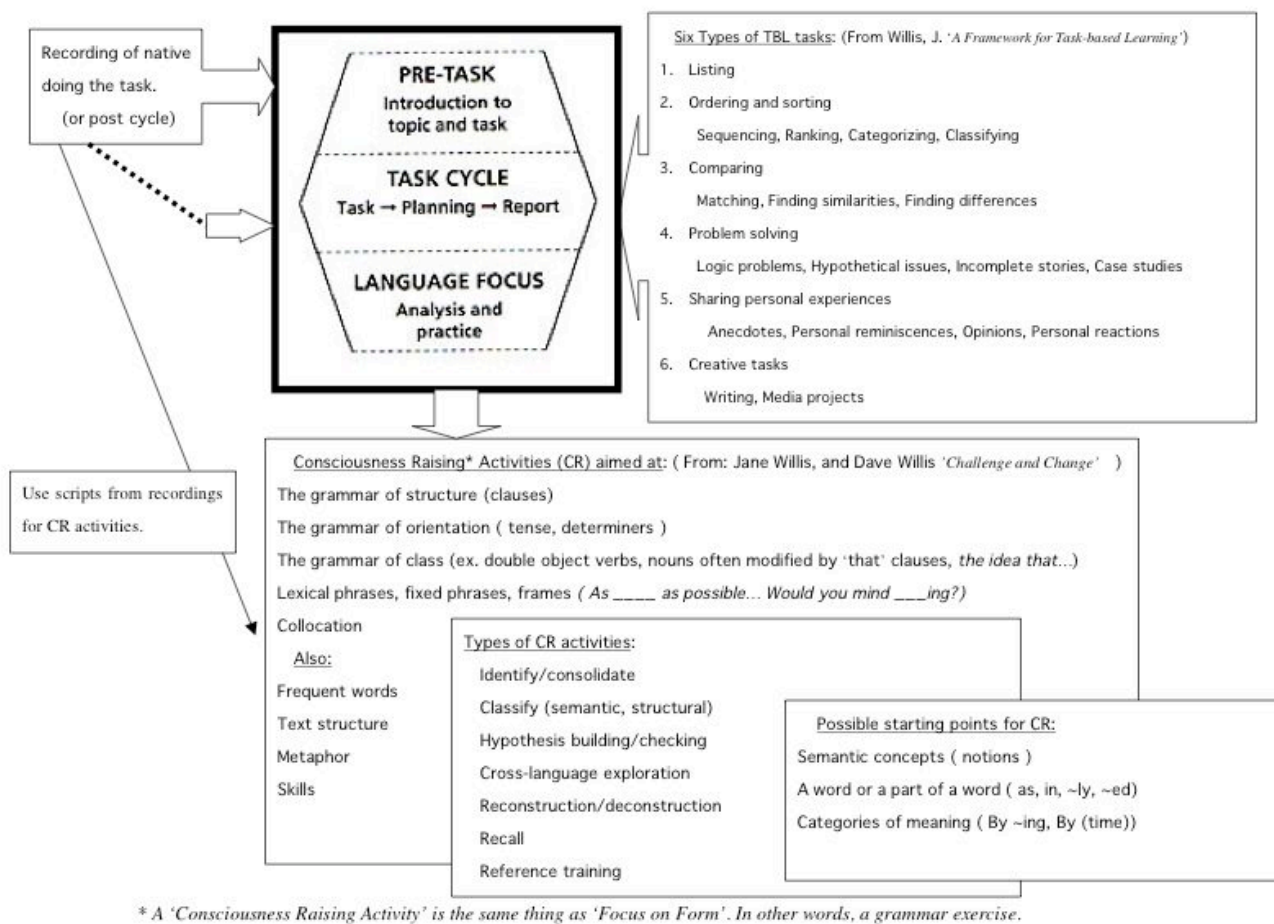 Recording of native
doing the task.
(or post cycle)
PRE-TASK
Introduction to
topic and task
TASK CYCLE
Task → Planning → Report
LANGUAGE FOCUS
Analysis and
practice
Six Types of TBL tasks: (From Willis, J. ‘A Framework for Task-based Learning’)
1. Listing
2. Ordering and sorting
Sequencing, Ranking, Categorizing, Classifying
3. Comparing
Matching, Finding similarities, Finding differences
4. Problem solving
Logic problems, Hypothetical issues, Incomplete stories, Case studies
5. Sharing personal experiences
Anecdotes, Personal reminiscences, Opinions, Personal reactions
6. Creative tasks
Writing, Media projects
Use scripts from recordings
for CR activities.
Consciousness Raising* Activities (CR) aimed at: ( From: Jane Willis, and Dave Willis ‘Challenge and Change’ )
The grammar of structure (clauses)
The grammar of orientation ( tense, determiners )
The grammar of class (ex. double object verbs, nouns often modified by ‘that’ clauses, the idea that...)
Lexical phrases, fixed phrases, frames ( As ____ as possible... Would you mind ___ing?)
Collocation
Also:
Frequent words
Text structure
Metaphor
Skills
Types of CR activities:
Identify/consolidate
Classify (semantic, structural)
Hypothesis building/checking
Cross-language exploration
Reconstruction/deconstruction
Recall
Reference training
Possible starting points for CR:
Semantic concepts ( notions )
A word or a part of a word ( as, in, ~ly, ~ed)
Categories of meaning ( By ~ing, By (time))
* A ‘Consciousness Raising Activity’ is the same thing as ‘Focus on Form’. In other words, a grammar exercise.